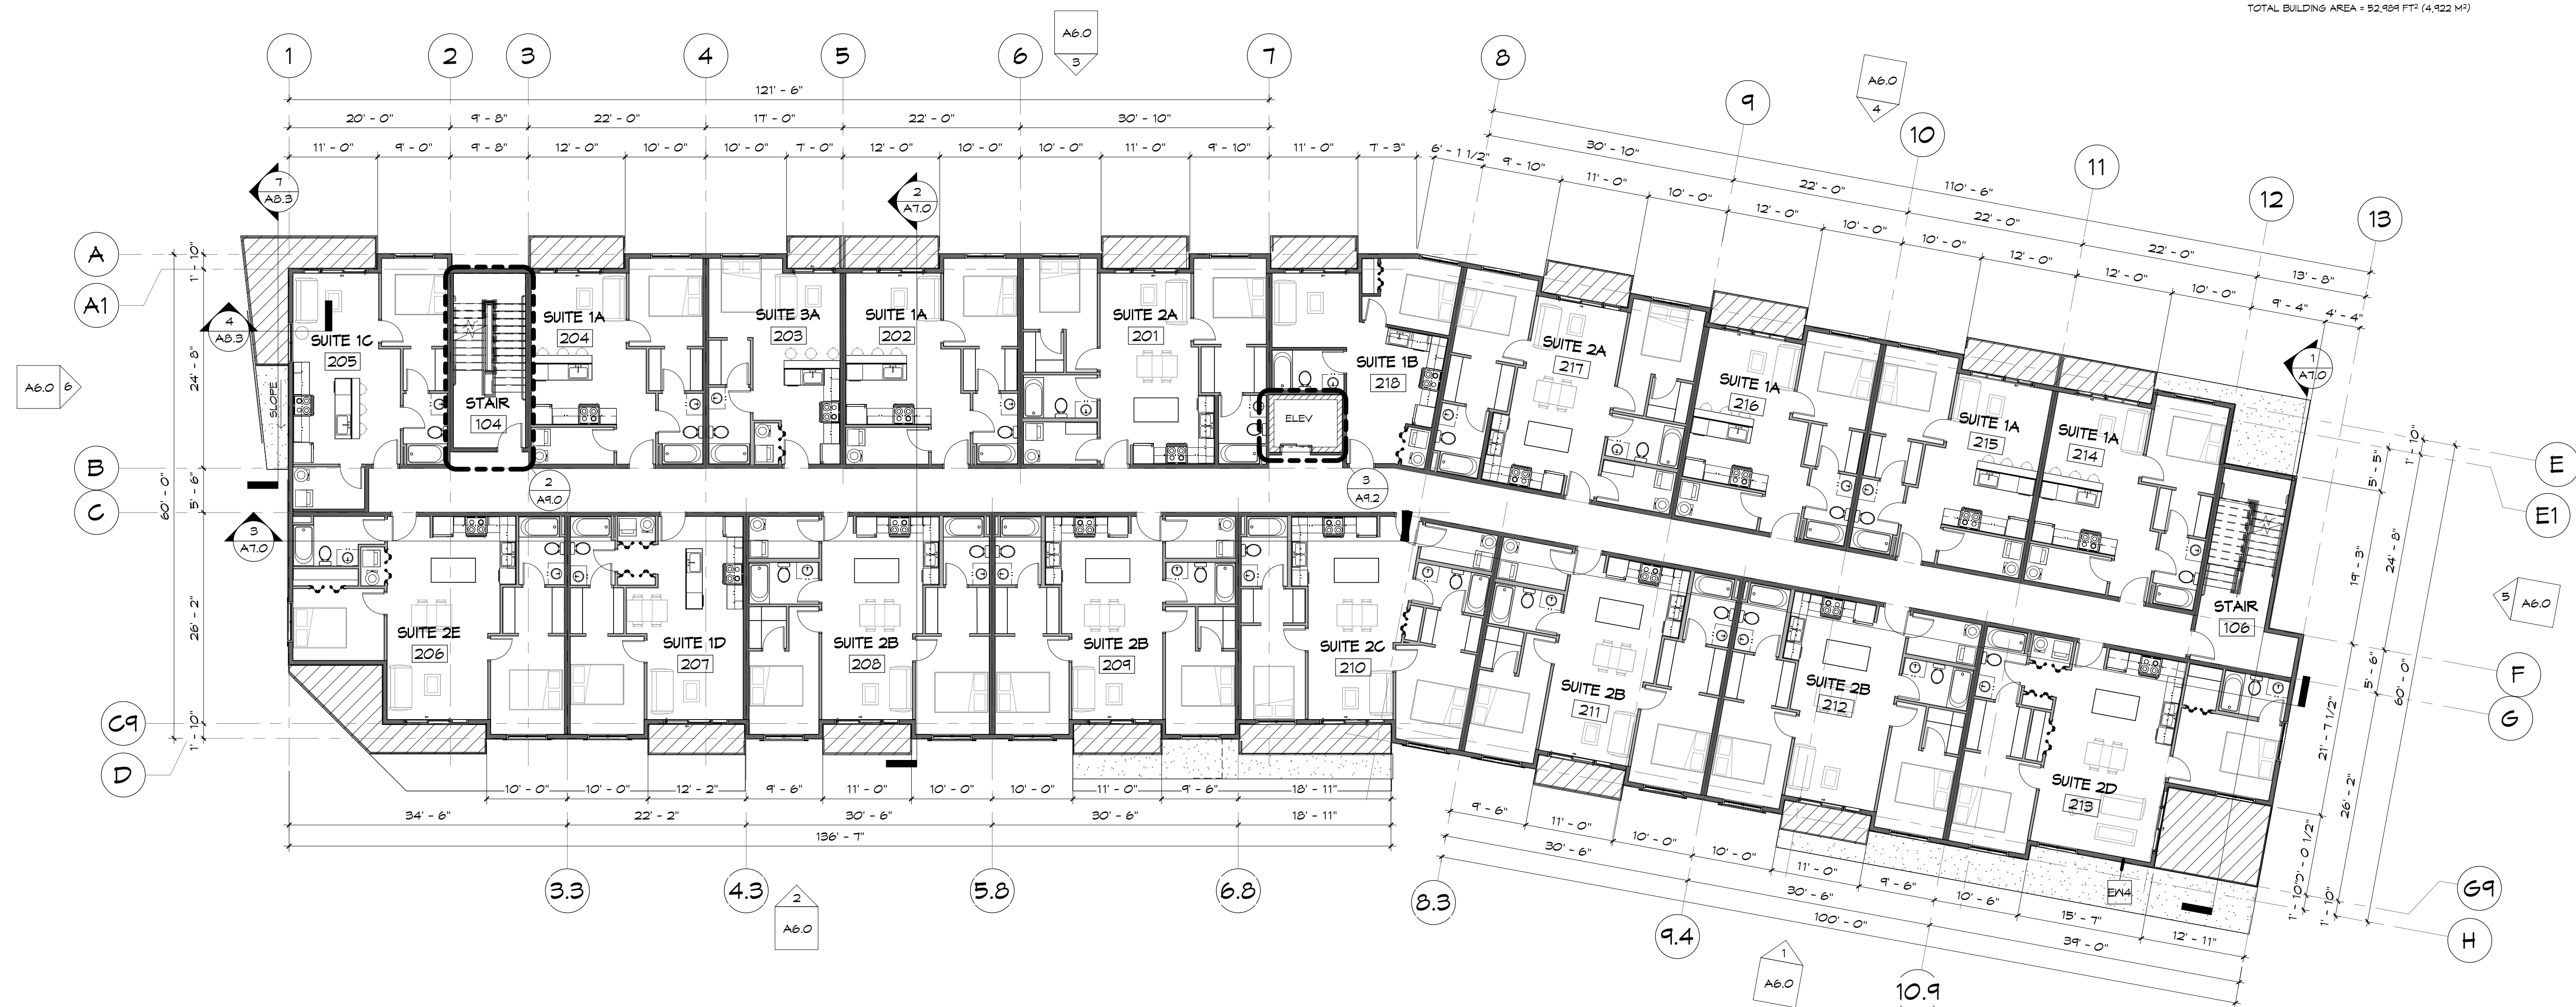 TOTAL BUILDING AREA = 52,989 FT² (4,922 M²)
A6.0
3
1
2
3
4
5
6
7
8
9
10
11
12
13
A6.0
4
121' - 6"
110' - 6"
20' - 0"
9' - 8"
22' - 0"
17' - 0"
22' - 0"
30' - 10"
30' - 10"
22' - 0"
22' - 0"
22' - 0"
13' - 8"
11' - 0"
9' - 0"
9' - 8"
12' - 0"
10' - 0"
10' - 0"
7' - 0"
12' - 0"
10' - 0"
10' - 0"
11' - 0"
9' - 10"
11' - 0"
7' - 3"
6' - 1 1/2"
9' - 10"
11' - 0"
10' - 0"
12' - 0"
10' - 0"
10' - 0"
12' - 0"
12' - 0"
10' - 0"
9' - 4"
4' - 4"
7
A8.3
2
A7.0
4
A8.3
1
A7.0
A
A1
B
C
C9
D
1' - 10"
24' - 8"
5' - 6"
26' - 2"
1' - 10"
60' - 0"
A6.0
6
SLOPE
SUITE 1C
205
STAIR
104
SUITE 1A
204
SUITE 3A
203
SUITE 1A
202
SUITE 2A
201
ELEV
SUITE 1B
218
SUITE 2A
217
SUITE 1A
216
SUITE 1A
215
SUITE 1A
214
STAIR
106
2
A9.0
3
A9.2
3
A7.0
SUITE 2E
206
SUITE 1D
207
SUITE 2B
208
SUITE 2B
209
SUITE 2C
210
SUITE 2B
211
SUITE 2B
212
SUITE 2D
213
EW4
E
E1
F
G
G9
H
1' - 10"
5' - 5"
24' - 8"
19' - 3"
5' - 6"
60' - 0"
21' - 7 1/2"
26' - 2"
3' - 0 1/2"
1' - 10"
1' - 10"
5
A6.0
10' - 0"
10' - 0"
12' - 2"
9' - 6"
11' - 0"
10' - 0"
10' - 0"
11' - 0"
9' - 6"
18' - 11"
34' - 6"
22' - 2"
30' - 6"
30' - 6"
18' - 11"
136' - 7"
9' - 6"
11' - 0"
10' - 0"
10' - 0"
11' - 0"
9' - 6"
10' - 6"
15' - 7"
12' - 11"
30' - 6"
30' - 6"
39' - 0"
100' - 0"
3.3
4.3
5.8
6.8
8.3
9.4
10.9
2
A6.0
1
A6.0